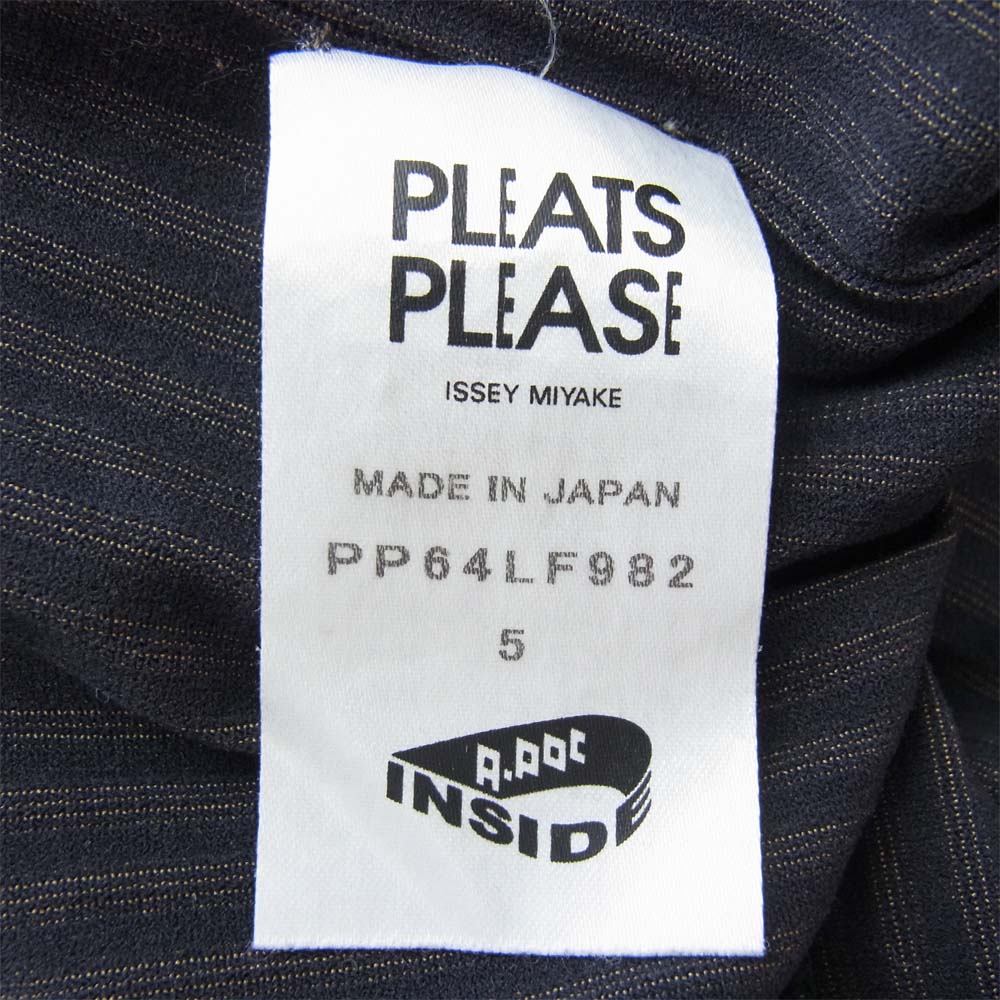 PLEATS
PLEASE
ISSEY MIYAKE
MADE IN JAPAN
PP64LF982
5
A.POC
INSIDE